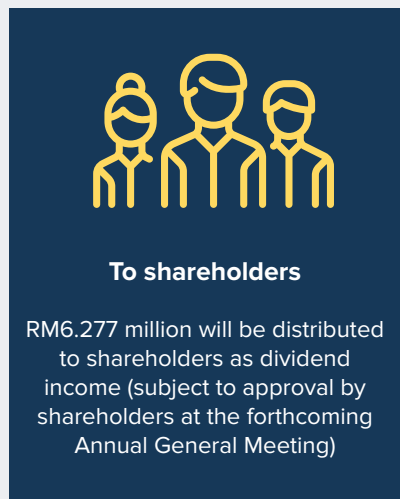 To shareholders
RM6.277 million will be distributed
to shareholders as dividend
income (subject to approval by
shareholders at the forthcoming
Annual General Meeting)